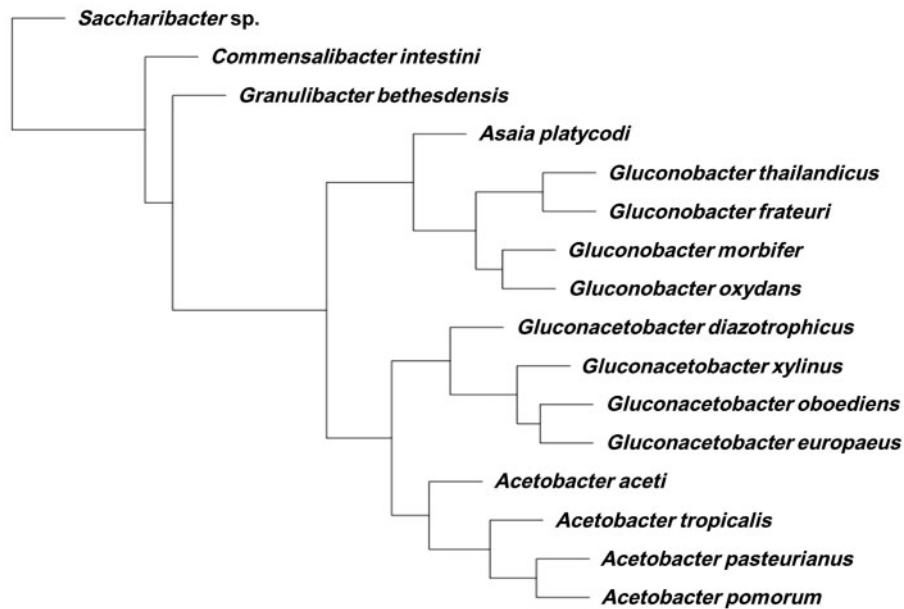 Saccharibacter sp.
Commensalibacter intestini
Granulibacter bethesdensis
Asaia platycodi
Gluconobacter thailandicus
Gluconobacter frateuri
Gluconobacter morbifer
Gluconobacter oxydans
Gluconacetobacter diazotrophicus
Gluconacetobacter xylinus
Gluconacetobacter oboediens
Gluconacetobacter europaeus
Acetobacter aceti
Acetobacter tropicalis
Acetobacter pasteurianus
Acetobacter pomorum